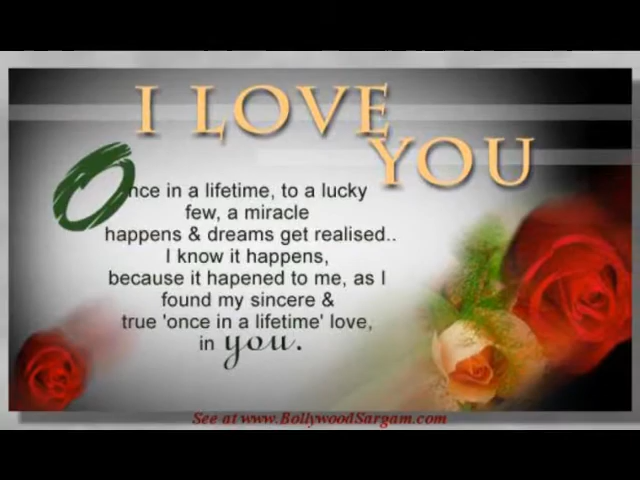 I LOVE
YOU
Once in a lifetime, to a lucky
few, a miracle
happens & dreams get realised..
I know it happens,
because it hapened to me, as I
found my sincere &
true 'once in a lifetime' love,
in you.
See at www.BollywoodSargam.com